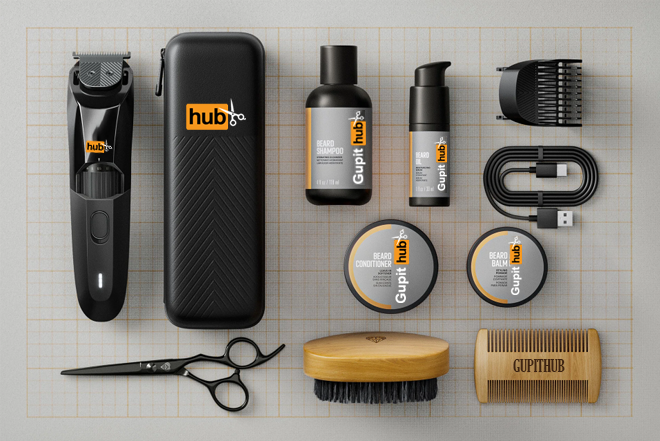 hub
hub
BEARD
SHAMPOO
Gupit hub
BEARD
OIL
Gupit hub
BEARD
CONDITIONER
Gupit hub
BEARD
BALM
Gupit hub
GUPITHUB